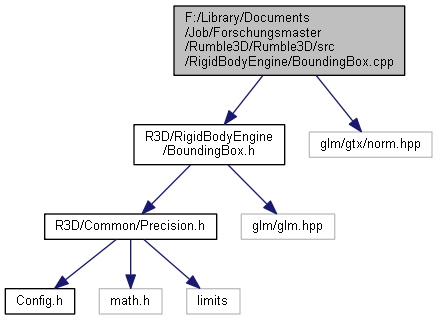 F:/Library/Documents
/Job/Forschungsmaster
/Rumble3D/Rumble3D/src
/RigidBodyEngine/BoundingBox.cpp
R3D/RigidBodyEngine
/BoundingBox.h
glm/gtx/norm.hpp
R3D/Common/Precision.h
glm/glm.hpp
Config.h
math.h
limits